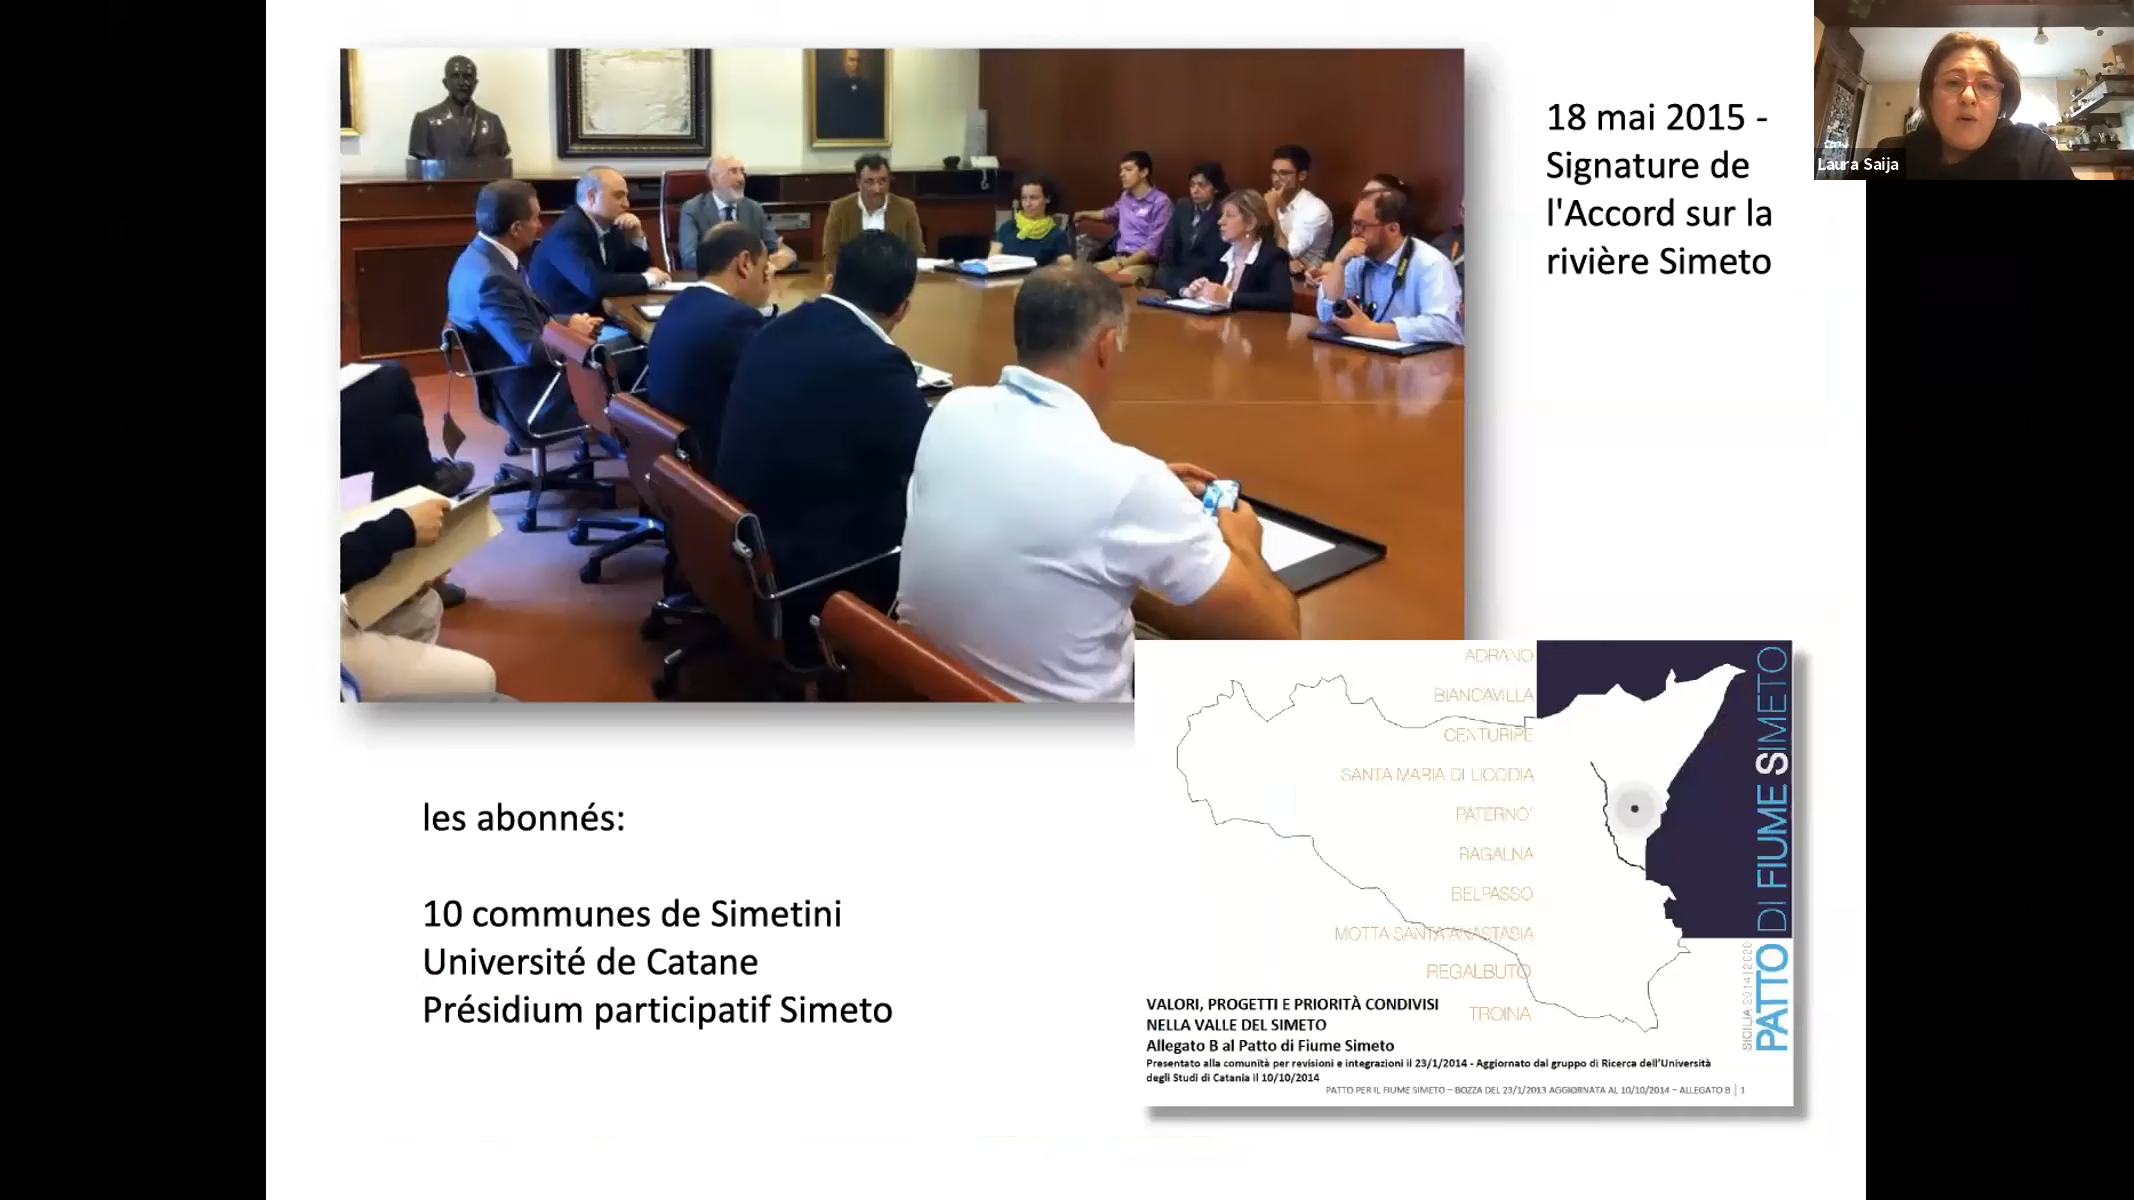 18 mai 2015 -
Signature de
l'Accord sur la
rivière Simeto
Laura Saija
les abonnés:
10 communes de Simetini
Université de Catane
Présidium participatif Simeto
ADRANO
BIANCAVILLA
CENTURIPE
SANTA MARIA DI LICODIA
PATERNO'
RAGALNA
BELPASSO
MOTTA SANTA ANASTASIA
REGALBUTO
TROINA
SICILIA 2014|2020
PATTO DI FIUME SIMETO
VALORI, PROGETTI E PRIORITÀ CONDIVISI
NELLA VALLE DEL SIMETO
Allegato B al Patto di Fiume Simeto
Presentato alla comunità per revisioni e integrazioni il 23/1/2014 - Aggiornato dal gruppo di Ricerca dell'Università
degli Studi di Catania il 10/10/2014
PATTO PER IL FIUME SIMETO – BOZZA DEL 23/1/2013 AGGIORNATA AL 10/10/2014 – ALLEGATO B | 1